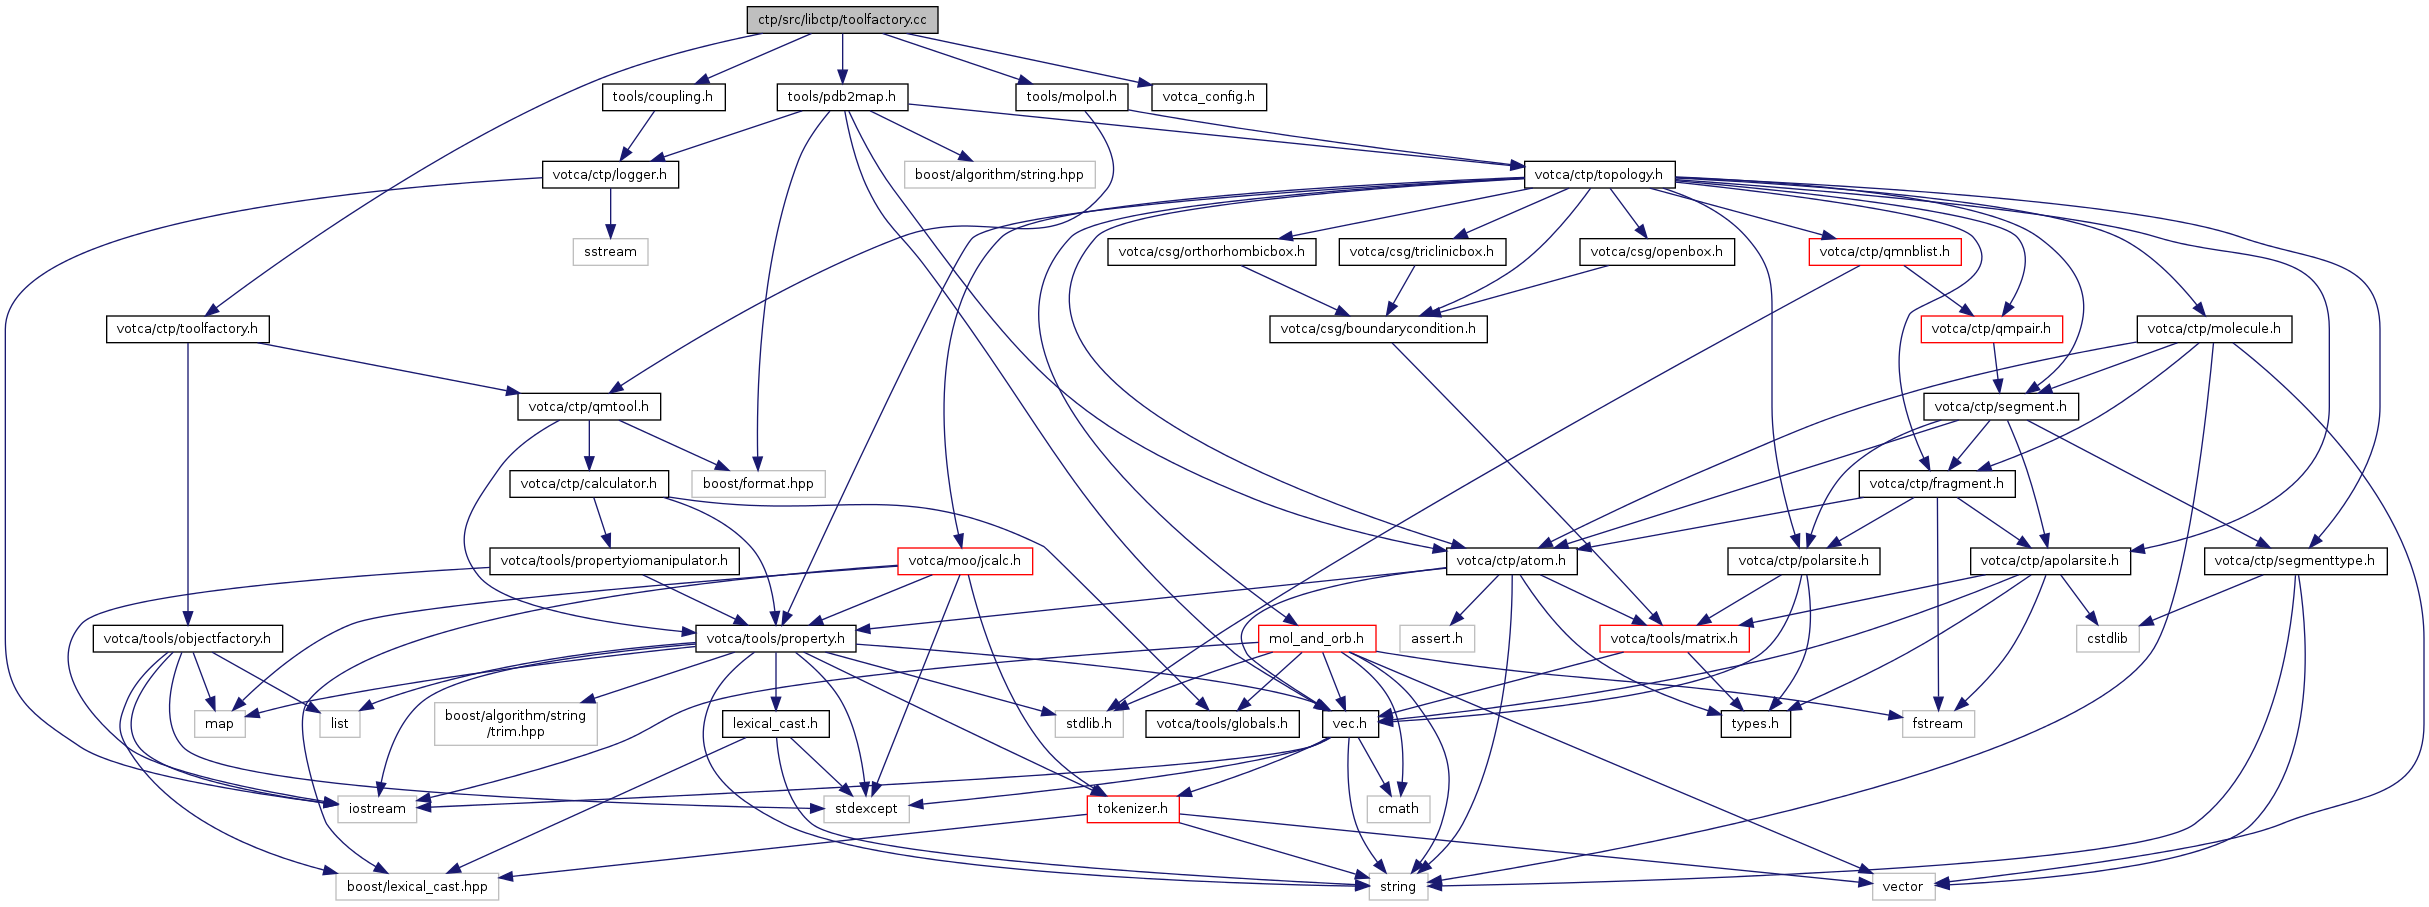 ctp/src/libctp/toolfactory.cc
tools/coupling.h
tools/pdb2map.h
tools/molpol.h
votca_config.h
votca/ctp/logger.h
boost/algorithm/string.hpp
votca/ctp/topology.h
sstream
votca/csg/orthorhombicbox.h
votca/csg/triclinicbox.h
votca/csg/openbox.h
votca/ctp/qmnblist.h
votca/ctp/toolfactory.h
votca/csg/boundarycondition.h
votca/ctp/qmpair.h
votca/ctp/molecule.h
votca/ctp/qmtool.h
votca/ctp/segment.h
votca/ctp/calculator.h
boost/format.hpp
votca/ctp/fragment.h
votca/tools/propertyiomanipulator.h
votca/moo/jcalc.h
votca/ctp/atom.h
votca/ctp/polarsite.h
votca/ctp/apolarsite.h
votca/ctp/segmenttype.h
votca/tools/objectfactory.h
votca/tools/property.h
mol_and_orb.h
assert.h
votca/tools/matrix.h
cstdlib
map
list
boost/algorithm/string
/trim.hpp
lexical_cast.h
stdlib.h
votca/tools/globals.h
vec.h
types.h
fstream
iostream
stdexcept
tokenizer.h
cmath
boost/lexical_cast.hpp
string
vector